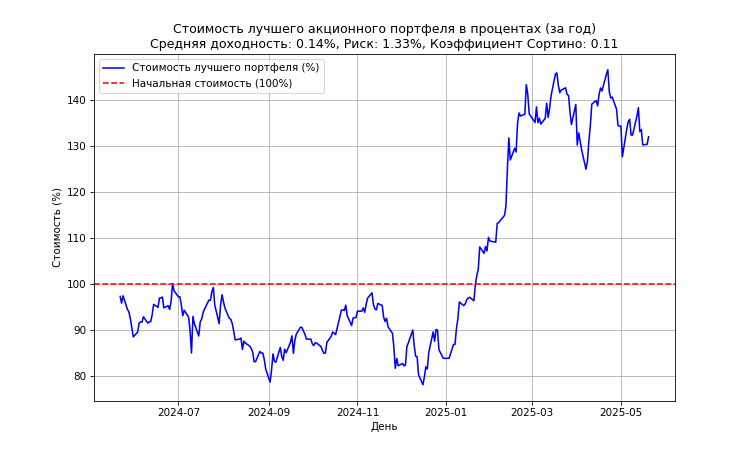 Стоимость лучшего акционного портфеля в процентах (за год)
Средняя доходность: 0.14%, Риск: 1.33%, Коэффициент Сортино: 0.11
Стоимость лучшего портфеля (%)
Начальная стоимость (100%)
Стоимость (%)
140
130
120
110
100
90
80
2024-07 2024-09 2024-11 2025-01 2025-03 2025-05
День